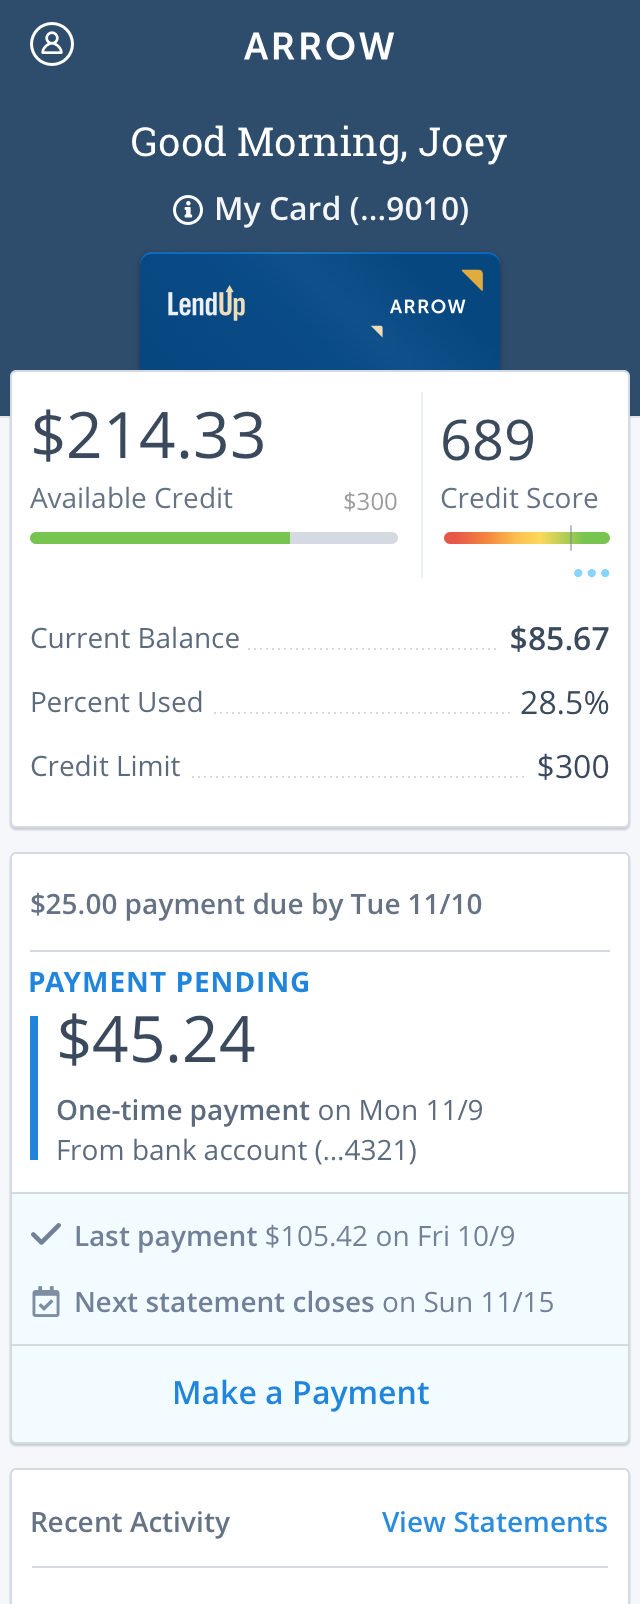 ARROW
Good Morning, Joey
My Card (...9010)
LendUp
ARROW
$214.33
Available Credit
$300
689
Credit Score
Current Balance $85.67
Percent Used 28.5%
Credit Limit $300
$25.00 payment due by Tue 11/10
PAYMENT PENDING
$45.24
One-time payment on Mon 11/9
From bank account (...4321)
Last payment $105.42 on Fri 10/9
Next statement closes on Sun 11/15
Make a Payment
Recent Activity View Statements